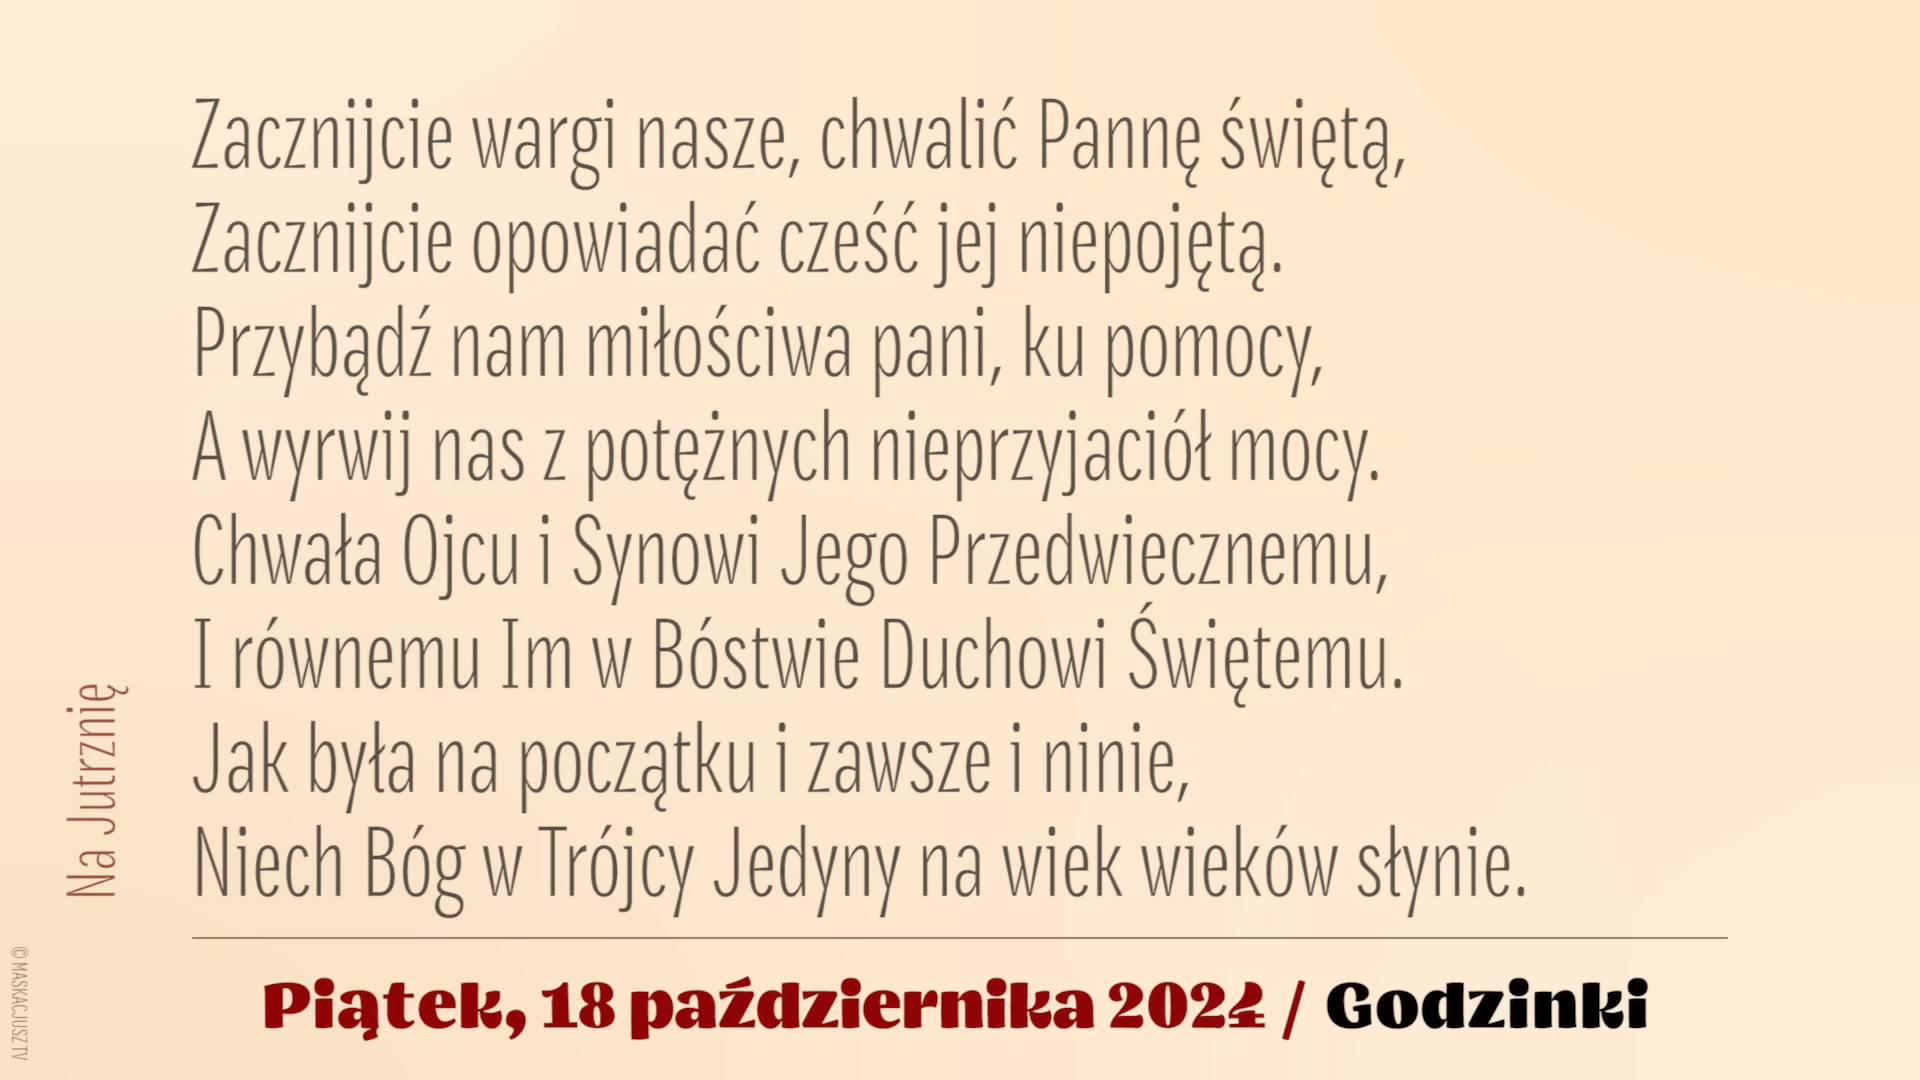 Zacznijcie wargi nasze, chwalić Pannę świętą,
Zacznijcie opowiadać cześć jej niepojętą.
Przybądź nam miłościwa pani, ku pomocy,
A wyrwij nas z potężnych nieprzyjaciół mocy.
Chwała Ojcu i Synowi Jego Przedwiecznemu,
I równemu Im w Bóstwie Duchowi Świętemu.
Jak była na początku i zawsze i ninie,
Niech Bóg w Trójcy Jedyny na wiek wieków słynie.
Na Jutrznię
© MASKACJUSZ TV
Piątek, 18 października 2024 / Godzinki